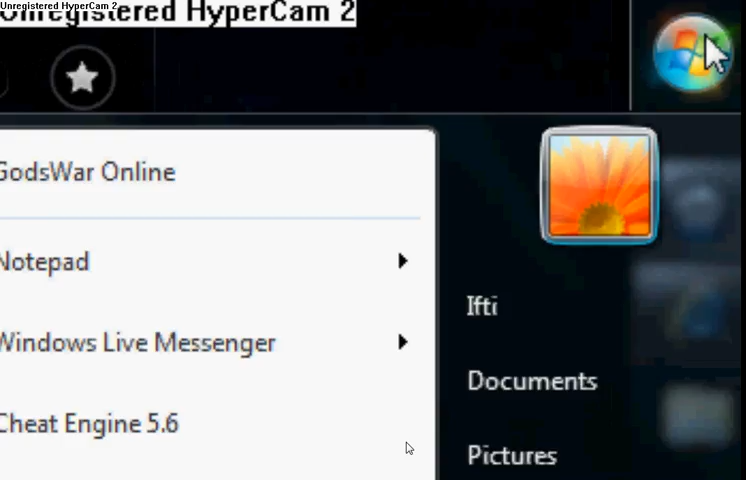 Unregistered HyperCam 2
Unregistered HyperCam 2
GodsWar Online
Notepad
Windows Live Messenger
Cheat Engine 5.6
Ifti
Documents
Pictures